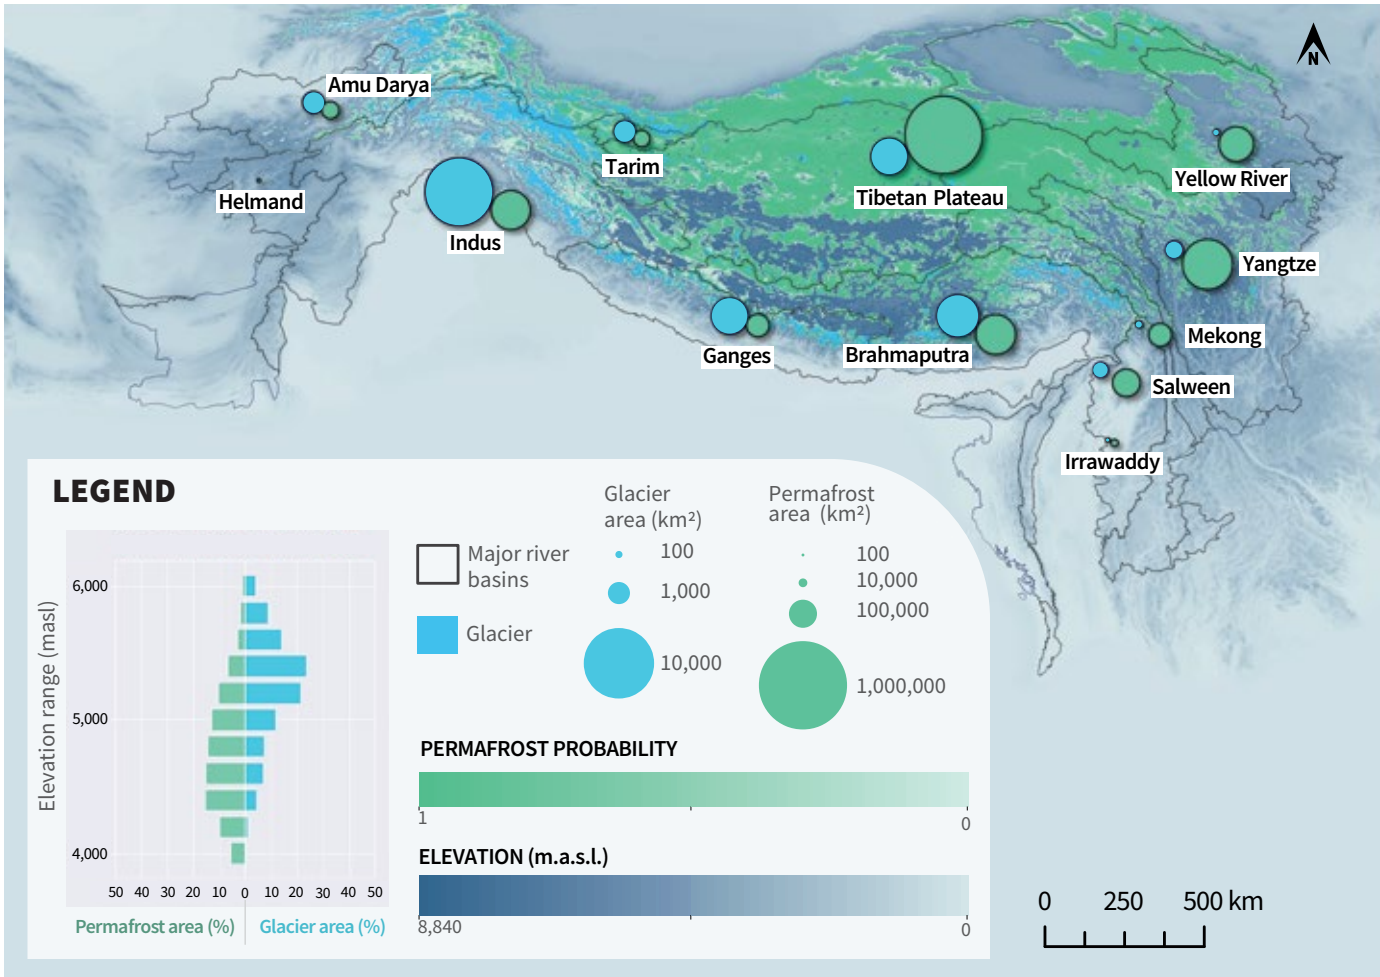 N
Amu Darya
Tarim
Helmand
Indus
Tibetan Plateau
Yellow River
Yangtze
Ganges
Brahmaputra
Mekong
Salween
Irrawaddy
LEGEND
6,000
5,000
4,000
Elevation range (masl)
50 40 30 20 10 0 10 20 30 40 50
Permafrost area (%)
Glacier area (%)
Major river
basins
Glacier
Glacier
area (km²)
100
1,000
10,000
Permafrost
area (km²)
100
10,000
100,000
1,000,000
PERMAFROST PROBABILITY
1 0
ELEVATION (m.a.s.l.)
8,840 0
0 250 500 km